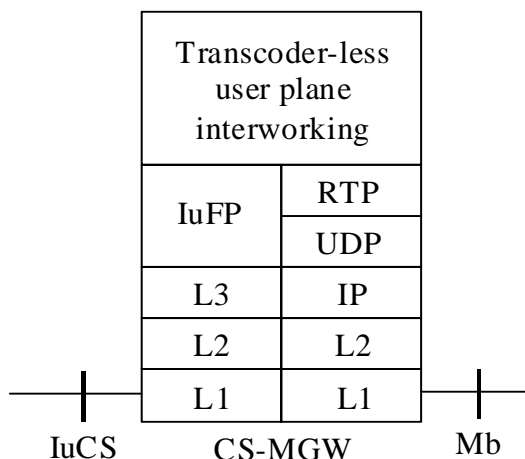 Transcoder-less
user plane
interworking
IuFP
RTP
UDP
L3
IP
L2
L2
L1
L1
IuCS
CS-MGW
Mb